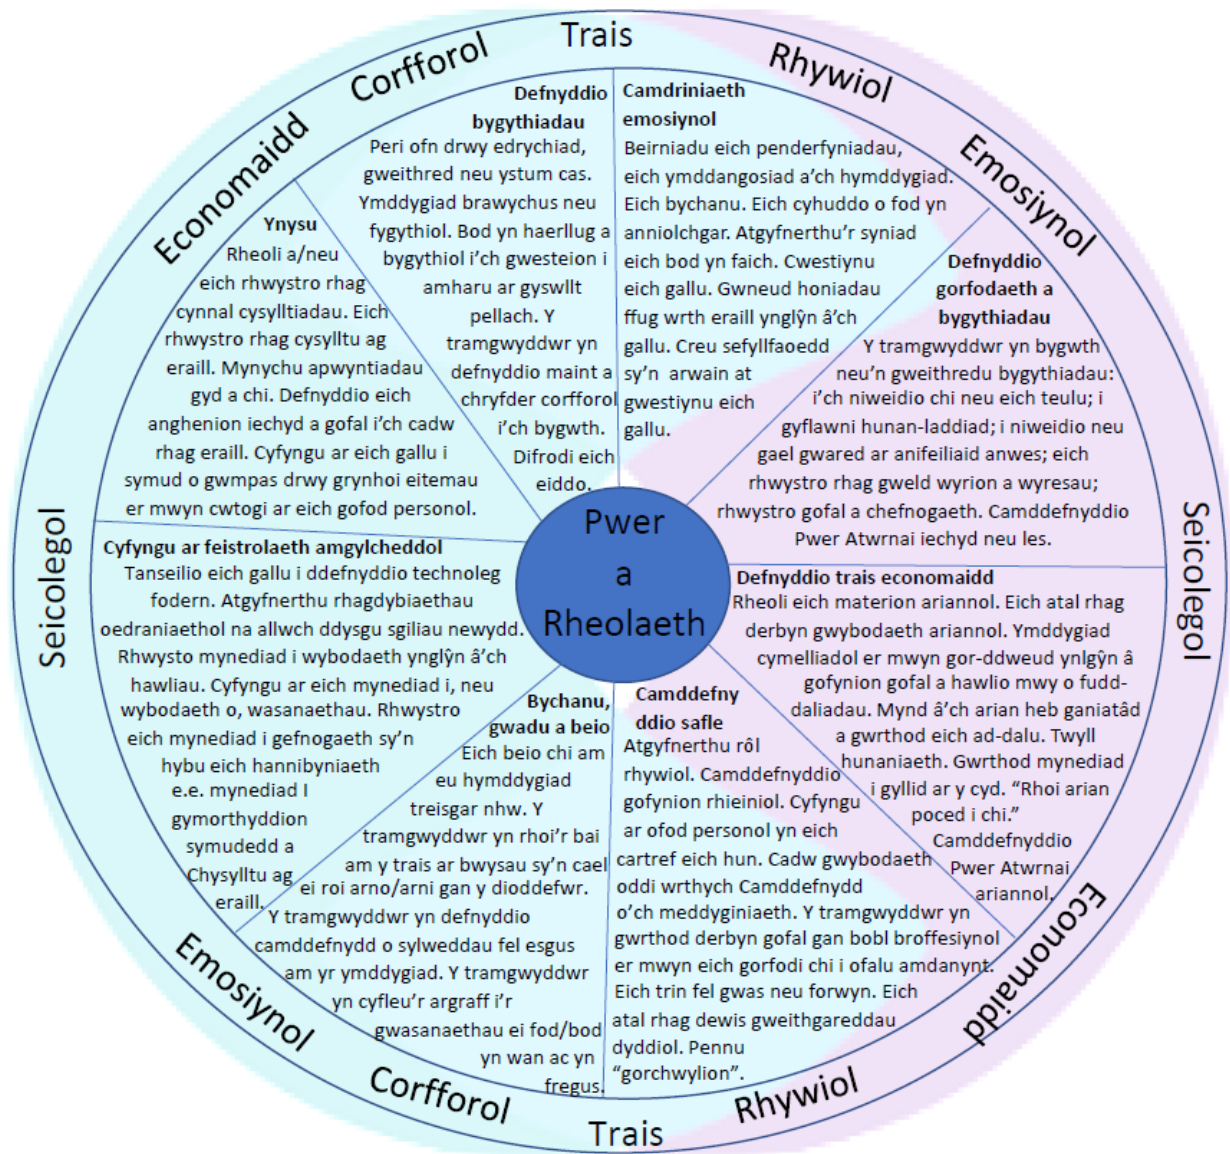 Trais
Rhywiol
Emosiynol
Seicolegol
Economaidd
Rhywiol
Trais
Corfforol
Emosiynol
Seicolegol
Economaidd
Corfforol
Pwer
a
Rheolaeth
Camdriniaeth
emosiynol
Beirniadu eich penderfyniadau,
eich ymddangosiad a'ch hymddygiad.
Eich bychanu. Eich cyhuddo o fod yn
anniolchgar. Atgyfnerthu'r syniad
eich bod yn faich. Cwestiynu
eich gallu. Gwneud honiadau
ffug wrth eraill ynglŷn â'ch
gallu. Creu sefyllfaoedd
sy'n arwain at
gwestiynu eich
gallu.
Defnyddio
gorfodaeth a
bygythiadau
Y tramgwyddwr yn bygwth
neu'n gweithredu bygythiadau:
i'ch niweidio chi neu eich teulu; i
gyflawni hunan-laddiad; i niweidio neu
gael gwared ar anifeiliaid anwes; eich
rhwystro rhag gweld wyrion a wyresau;
rhwystro gofal a chefnogaeth. Camddefnyddio
Pwer Atwrnai iechyd neu les.
Defnyddio trais economaidd
Rheoli eich materion ariannol. Eich atal rhag
derbyn gwybodaeth ariannol. Ymddygiad
cymelliadol er mwyn gor-ddweud ynlgŷn â
gofynion gofal a hawlio mwy o fudd-
daliadau. Mynd â'ch arian heb ganiatâd
a gwrthod eich ad-dalu. Twyll
hunaniaeth. Gwrthod mynediad
i gyllid ar y cyd. “Rhoi arian
poced i chi.”
Camddefnyddio
Pwer Atwrnai
ariannol.
Camddefny
ddio safle
Atgyfnerthu rôl
rhywiol. Camddefnyddio
gofynion rhieiniol. Cyfyngu
ar ofod personol yn eich
cartref eich hun. Cadw gwybodaeth
oddi wrthych Camddefnydd
o'ch meddyginiaeth. Y tramgwyddwr yn
gwrthod derbyn gofal gan bobl broffesiynol
er mwyn eich gorfodi chi i ofalu amdanynt.
Eich trin fel gwas neu forwyn. Eich
atal rhag dewis gweithgareddau
dyddiol. Pennu
“gorchwylion”.
Bychanu,
gwadu a beio
Eich beio chi am
eu hymddygiad
treisgar nhw. Y
tramgwyddwr yn rhoi'r bai
am y trais ar bwysau sy'n cael
ei roi arno/arni gan y dioddefwr.
Y tramgwyddwr yn defnyddio
camddefnydd o sylweddau fel esgus
am yr ymddygiad. Y tramgwyddwr
yn cyfleu'r argraff i'r
gwasanaethau ei fod/bod
yn wan ac yn
fregus.
Cyfyngu ar feistrolaeth amgylcheddol
Tanseilio eich gallu i ddefnyddio technoleg
fodern. Atgyfnerthu rhagdybiaethau
oedraniaethol na allwch ddysgu sgiliau newydd.
Rhwysto mynediad i wybodaeth ynglŷn â'ch
hawliau. Cyfyngu ar eich mynediad i, neu
wybodaeth o, wasanaethau. Rhwystro
eich mynediad i gefnogaeth sy'n
hybu eich hannibyniaeth
e.e. mynediad I
gymorthyddion
symudedd a
Chysylltu ag
eraill.
Ynysu
Rheoli a/neu
eich rhwystro rhag
cynnal cysylltiadau. Eich
rhwystro rhag cysylltu ag
eraill. Mynychu apwyntiadau
gyd a chi. Defnyddio eich
anghenion iechyd a gofal i'ch cadw
rhag eraill. Cyfyngu ar eich gallu i
symud o gwmpas drwy grynhoi eitemau
er mwyn cwtogi ar eich gofod personol.
Defnyddio
bygythiadau
Peri ofn drwy edrychiad,
gweithred neu ystum cas.
Ymddygiad brawychus neu
fygythiol. Bod yn haerllug a
bygythiol i'ch gwesteion i
amharu ar gyswllt
pellach. Y
tramgwyddwr yn
defnyddio maint a
chryfder corfforol
i'ch bygwth.
Difrodi eich
eiddo.